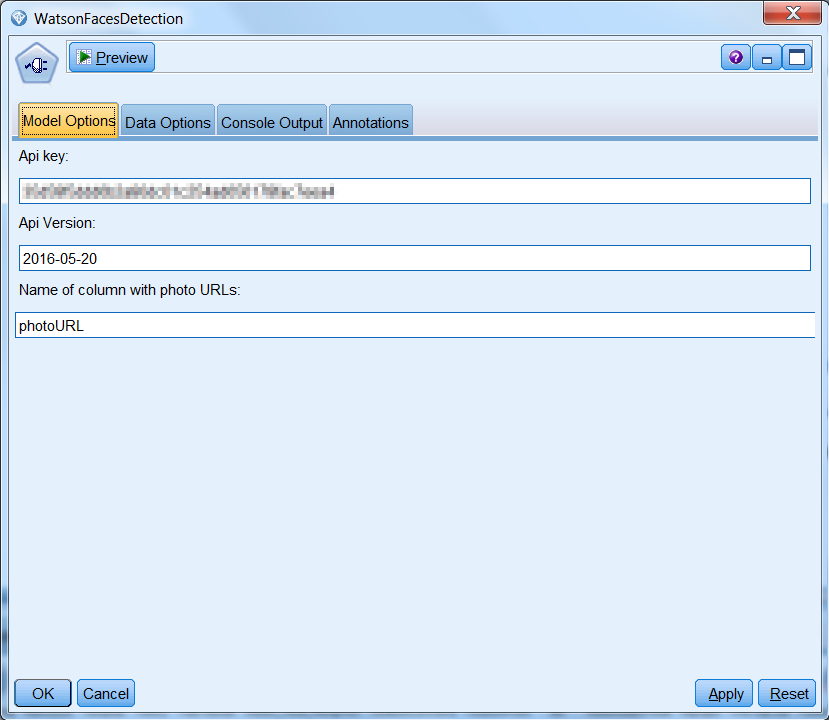 WatsonFacesDetection
Preview
Model Options Data Options Console Output Annotations
Api key:
Api Version:
2016-05-20
Name of column with photo URLs:
photoURL
OK Cancel Apply Reset